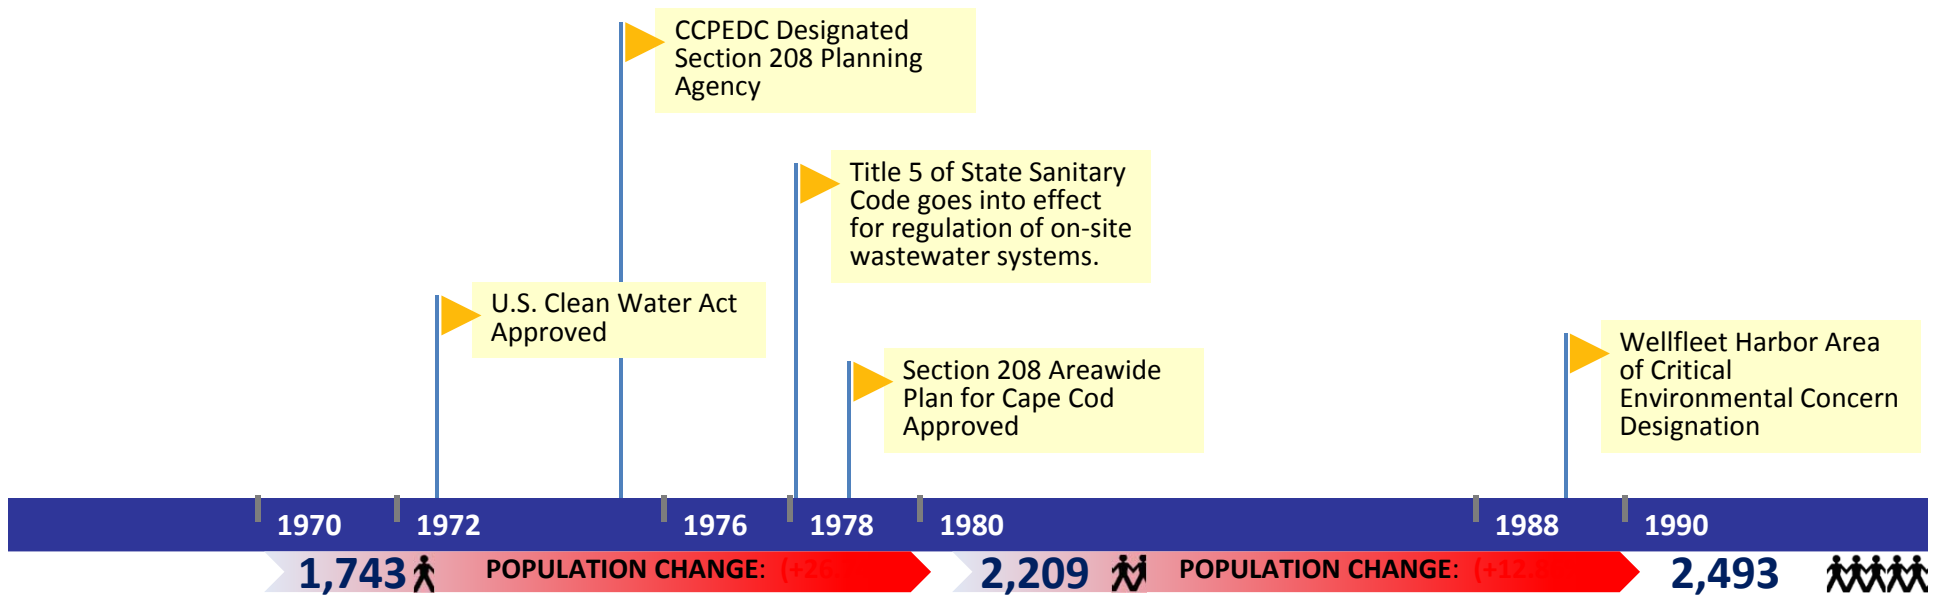 CCPEDC Designated
Section 208 Planning
Agency
Title 5 of State Sanitary
Code goes into effect
for regulation of on-site
wastewater systems.
U.S. Clean Water Act
Approved
Section 208 Areawide
Plan for Cape Cod
Approved
Wellfleet Harbor Area
of Critical
Environmental Concern
Designation
1970 1972 1976 1978 1980 1988 1990
1,743 POPULATION CHANGE: 2,209 POPULATION CHANGE: 2,493